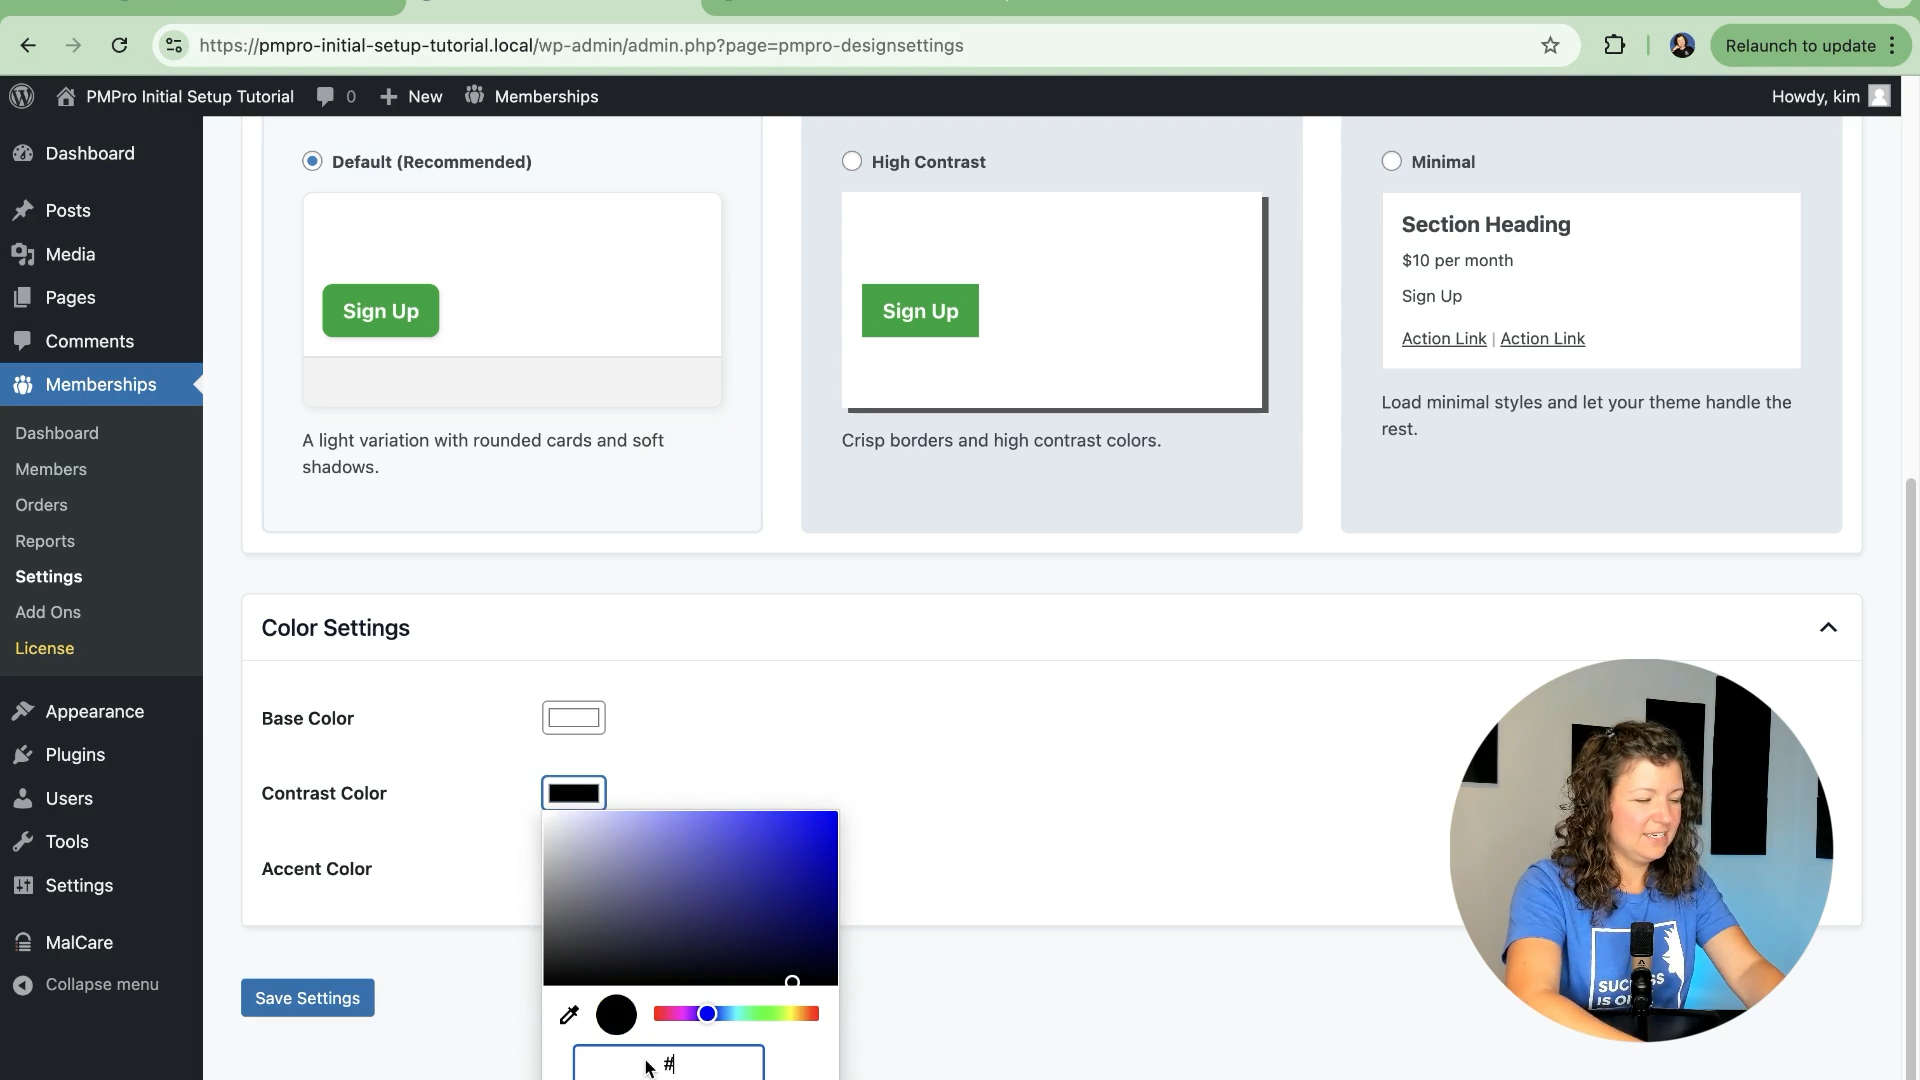 https://pmpro-initial-setup-tutorial.local/wp-admin/admin.php?page=pmpro-designsettings
Relaunch to update
PMPro Initial Setup Tutorial
0
New
Memberships
Howdy, kim
Dashboard
Posts
Media
Pages
Comments
Memberships
Dashboard
Members
Orders
Reports
Settings
Add Ons
License
Appearance
Plugins
Users
Tools
Settings
MalCare
Collapse menu
Default (Recommended)
Sign Up
A light variation with rounded cards and soft
shadows.
High Contrast
Sign Up
Crisp borders and high contrast colors.
Minimal
Section Heading
$10 per month
Sign Up
Action Link | Action Link
Load minimal styles and let your theme handle the
rest.
Color Settings
Base Color
Contrast Color
Accent Color
#
Save Settings